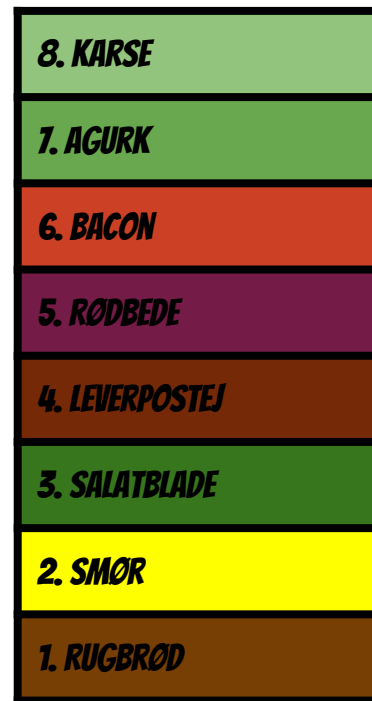 8. KARSE
7. AGURK
6. BACON
5. RØDBEDE
4. LEVERPOSTEJ
3. SALATBLADE
2. SMØR
1. RUGBRØD